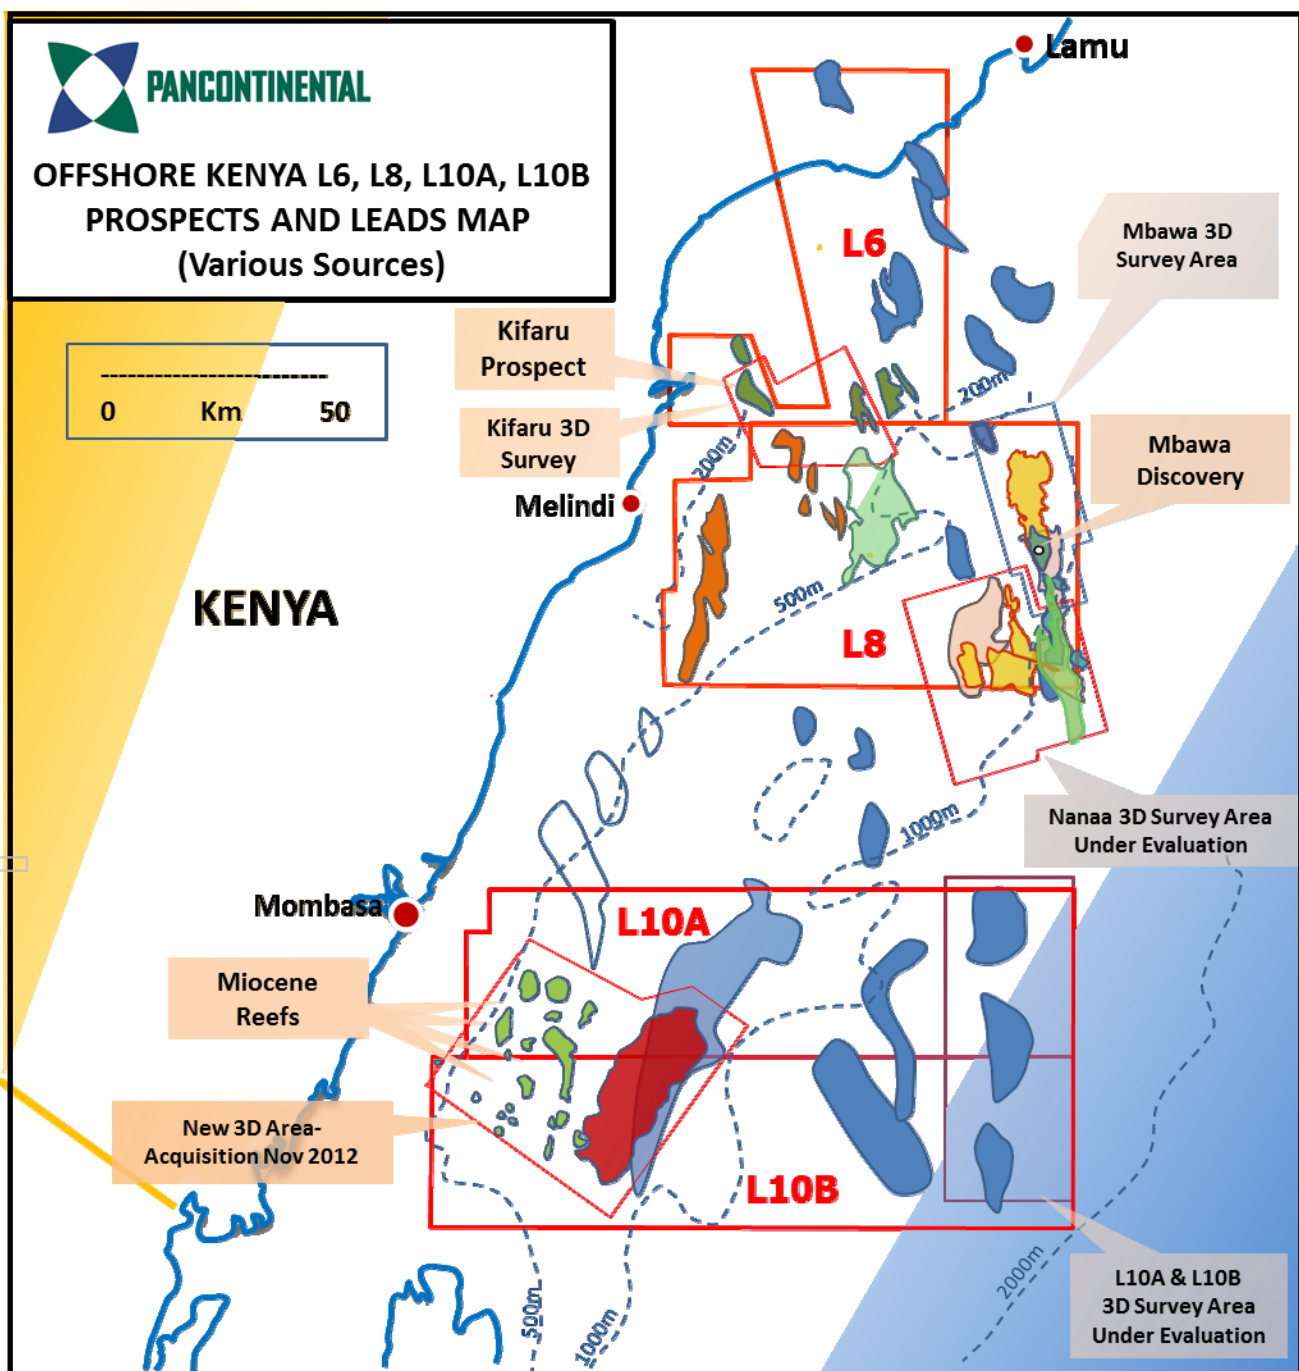 PANCONTINENTAL
OFFSHORE KENYA L6, L8, L10A, L10B
PROSPECTS AND LEADS MAP
(Various Sources)
Lamu
Mbawa 3D
Survey Area
L6
Kifaru
Prospect
0 Km 50
200m
Kifaru 3D
Survey
200m
Mbawa
Discovery
Melindi
500m
KENYA
L8
1000m
Nanaa 3D Survey Area
Under Evaluation
Mombasa
L10A
Miocene
Reefs
New 3D Area-
Acquisition Nov 2012
L10B
2000m
500m
1000m
L10A & L10B
3D Survey Area
Under Evaluation